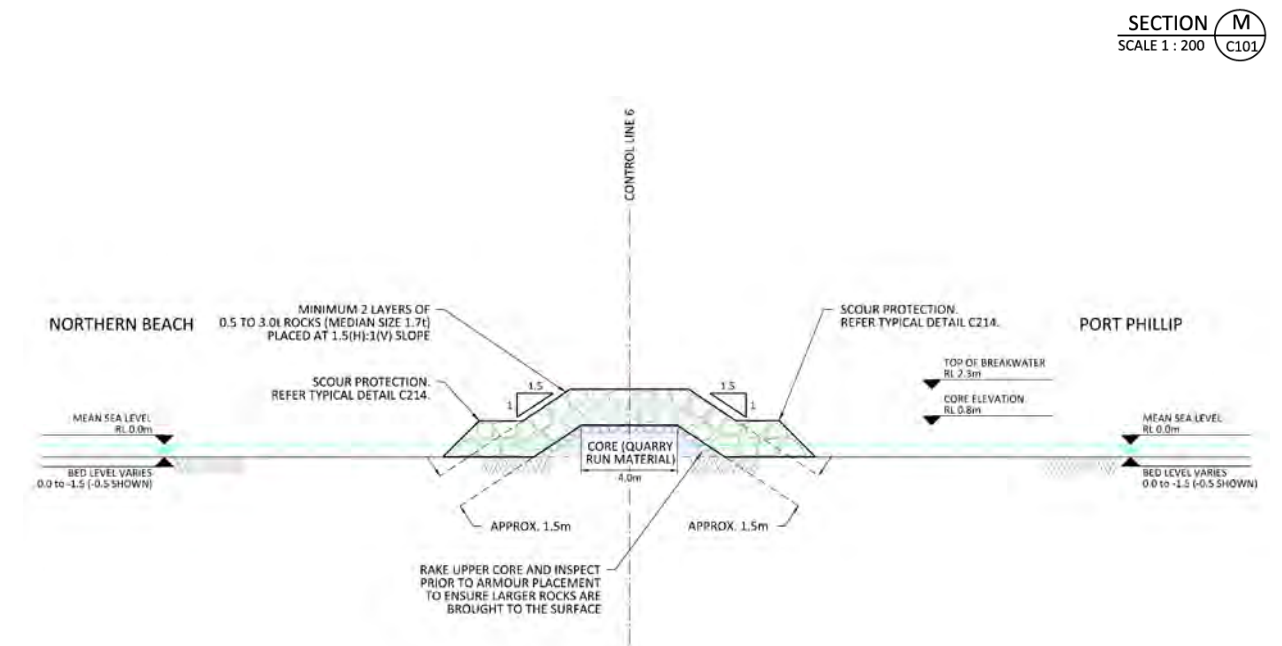 SECTION
SCALE 1 : 200
M
C101
CONTROL LINE 6
NORTHERN BEACH
MINIMUM 2 LAYERS OF
0.5 TO 3.0t ROCKS (MEDIAN SIZE 1.7t)
PLACED AT 1.5(H):1(V) SLOPE
SCOUR PROTECTION.
REFER TYPICAL DETAIL C214.
MEAN SEA LEVEL
RL 0.0m
BED LEVEL VARIES
0.0 to -1.5 (-0.5 SHOWN)
1.5
1
1.5
1
SCOUR PROTECTION.
REFER TYPICAL DETAIL C214.
PORT PHILLIP
TOP OF BREAKWATER
RL 2.3m
CORE ELEVATION
RL 0.8m
MEAN SEA LEVEL
RL 0.0m
BED LEVEL VARIES
0.0 to -1.5 (-0.5 SHOWN)
CORE (QUARRY
RUN MATERIAL)
4.0m
APPROX. 1.5m
APPROX. 1.5m
RAKE UPPER CORE AND INSPECT
PRIOR TO ARMOUR PLACEMENT
TO ENSURE LARGER ROCKS ARE
BROUGHT TO THE SURFACE